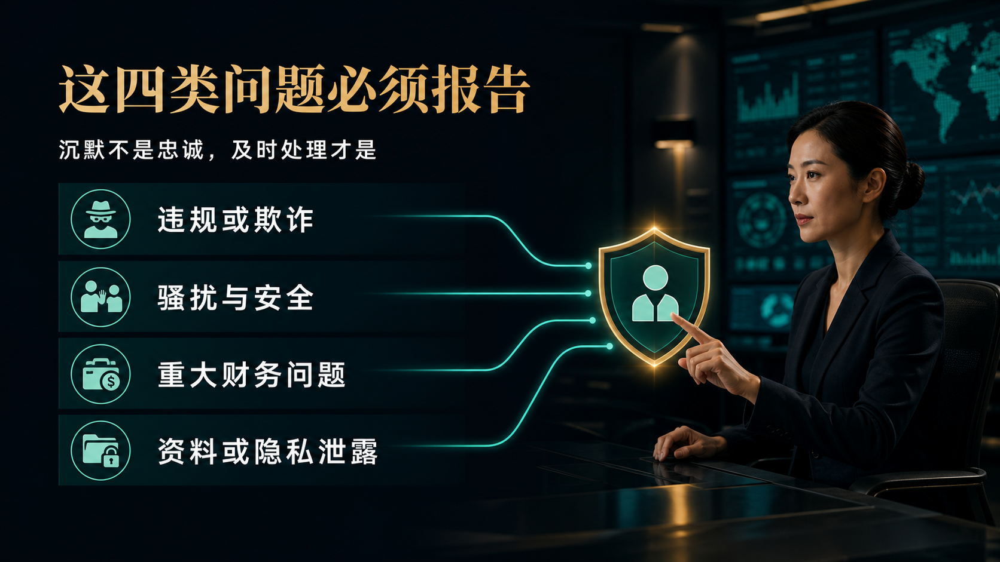 这四类问题必须报告
沉默不是忠诚，及时处理才是
违规或欺诈
骚扰与安全
重大财务问题
资料或隐私泄露